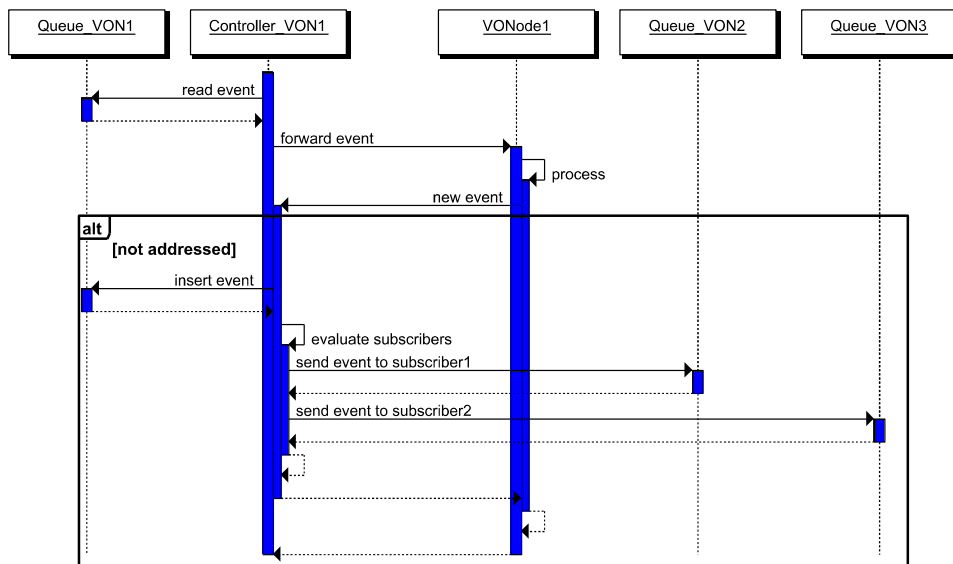 Queue_VON1
Controller_VON1
VONode1
Queue_VON2
Queue_VON3
read event
forward event
process
new event
alt
[not addressed]
insert event
evaluate subscribers
send event to subscriber1
send event to subscriber2